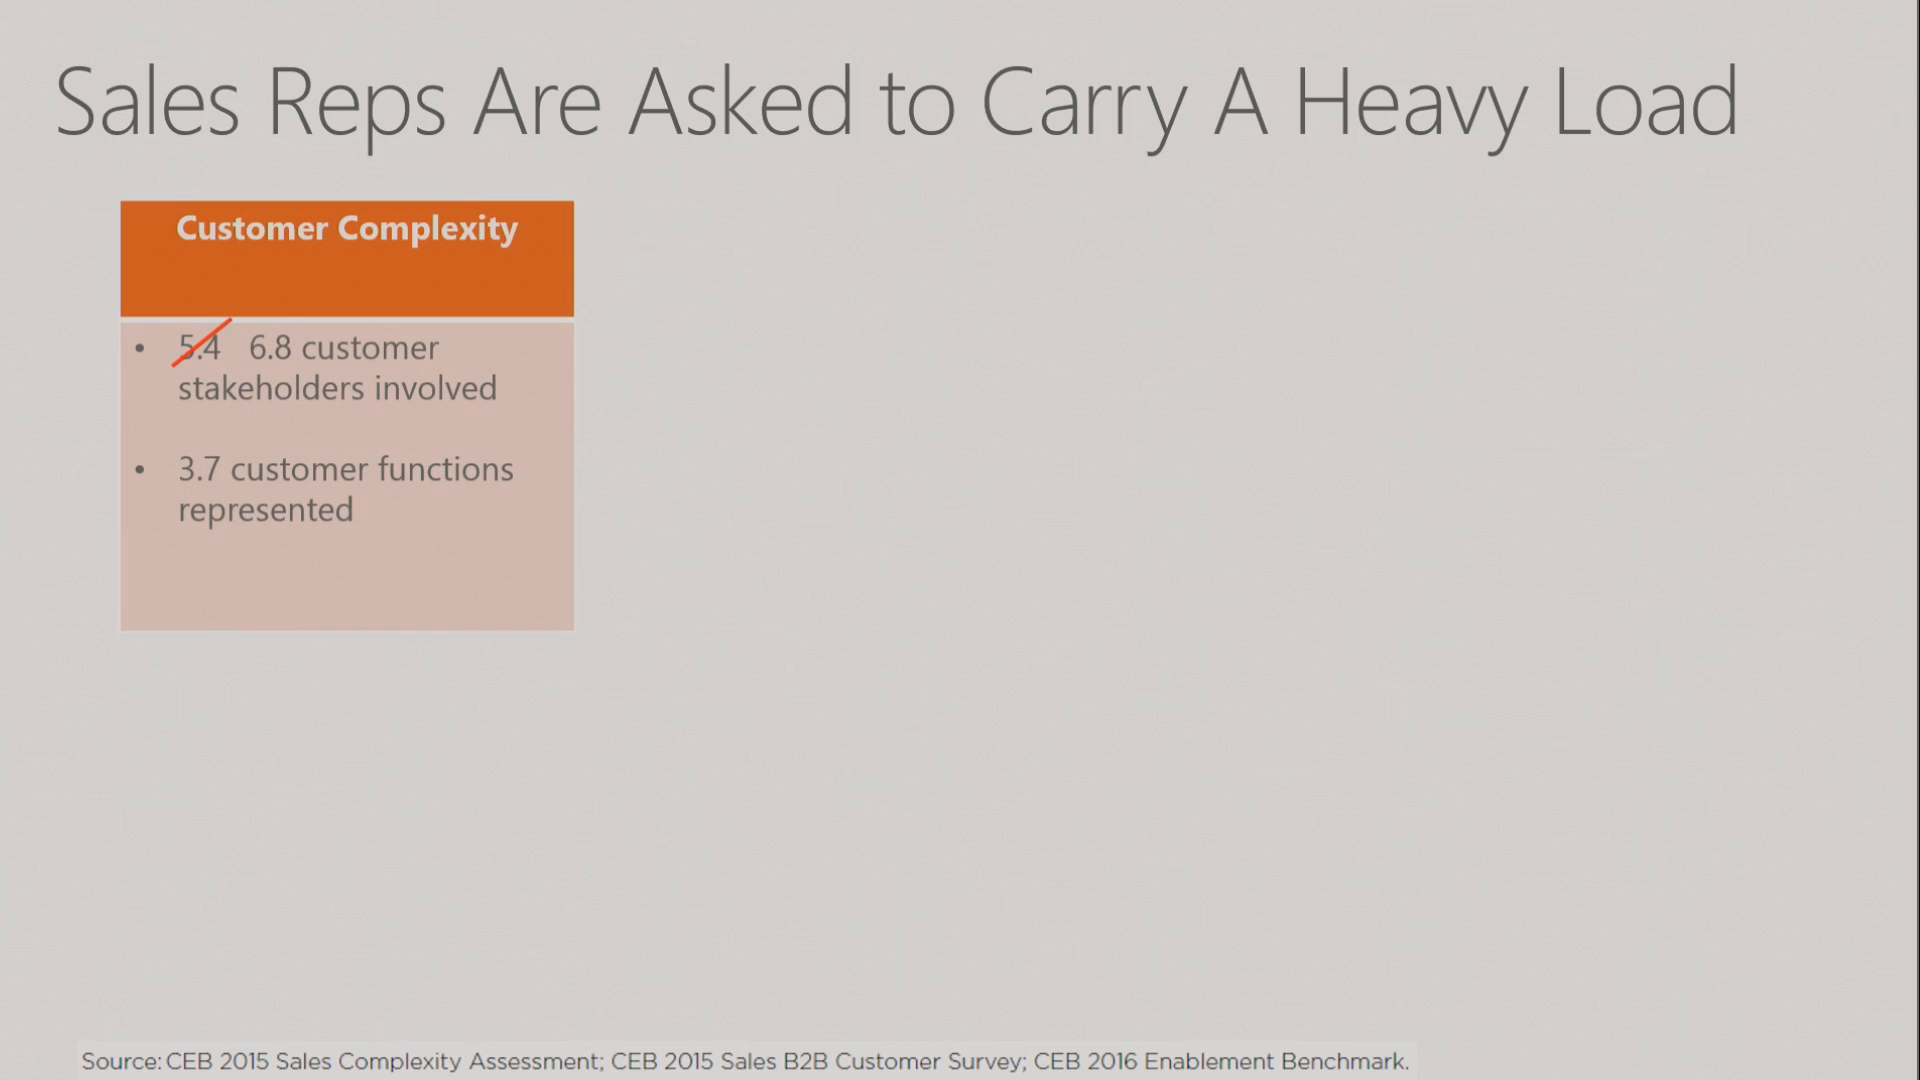 Sales Reps Are Asked to Carry A Heavy Load
Customer Complexity
• 5.4 6.8 customer
stakeholders involved
• 3.7 customer functions
represented
Source: CEB 2015 Sales Complexity Assessment; CEB 2015 Sales B2B Customer Survey; CEB 2016 Enablement Benchmark.